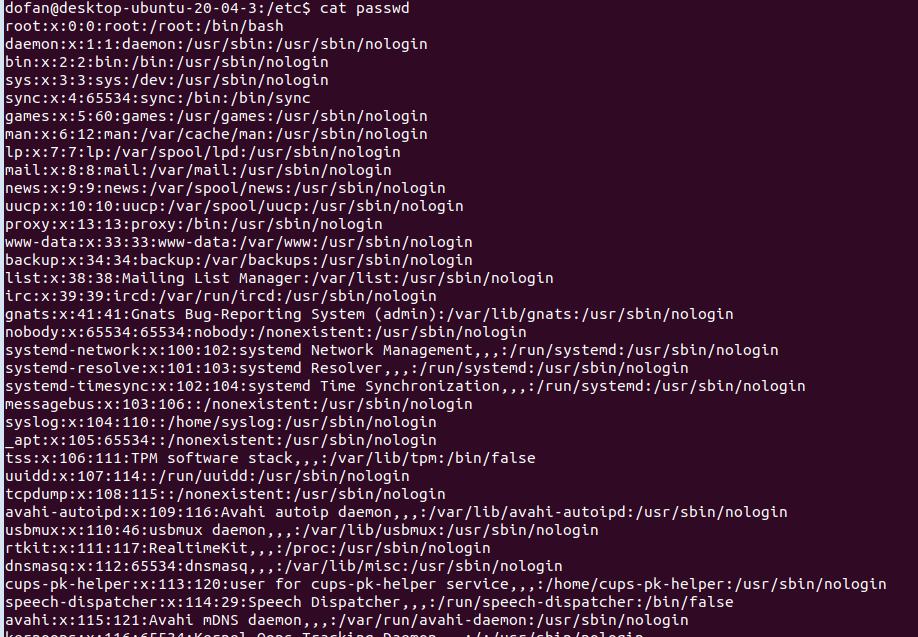 dofan@desktop-ubuntu-20-04-3:/etc$ cat passwd
root:x:0:0:root:/root:/bin/bash
daemon:x:1:1:daemon:/usr/sbin:/usr/sbin/nologin
bin:x:2:2:bin:/bin:/usr/sbin/nologin
sys:x:3:3:sys:/dev:/usr/sbin/nologin
sync:x:4:65534:sync:/bin:/bin/sync
games:x:5:60:games:/usr/games:/usr/sbin/nologin
man:x:6:12:man:/var/cache/man:/usr/sbin/nologin
lp:x:7:7:lp:/var/spool/lpd:/usr/sbin/nologin
mail:x:8:8:mail:/var/mail:/usr/sbin/nologin
news:x:9:9:news:/var/spool/news:/usr/sbin/nologin
uucp:x:10:10:uucp:/var/spool/uucp:/usr/sbin/nologin
proxy:x:13:13:proxy:/bin:/usr/sbin/nologin
www-data:x:33:33:www-data:/var/www:/usr/sbin/nologin
backup:x:34:34:backup:/var/backups:/usr/sbin/nologin
list:x:38:38:Mailing List Manager:/var/list:/usr/sbin/nologin
irc:x:39:39:ircd:/var/run/ircd:/usr/sbin/nologin
gnats:x:41:41:Gnats Bug-Reporting System (admin):/var/lib/gnats:/usr/sbin/nologin
nobody:x:65534:65534:nobody:/nonexistent:/usr/sbin/nologin
systemd-network:x:100:102:systemd Network Management,,,:/run/systemd:/usr/sbin/nologin
systemd-resolve:x:101:103:systemd Resolver,,,:/run/systemd:/usr/sbin/nologin
systemd-timesync:x:102:104:systemd Time Synchronization,,,:/run/systemd:/usr/sbin/nologin
messagebus:x:103:106::/nonexistent:/usr/sbin/nologin
syslog:x:104:110::/home/syslog:/usr/sbin/nologin
_apt:x:105:65534::/nonexistent:/usr/sbin/nologin
tss:x:106:111:TPM software stack,,,:/var/lib/tpm:/bin/false
uuidd:x:107:114::/run/uuidd:/usr/sbin/nologin
tcpdump:x:108:115::/nonexistent:/usr/sbin/nologin
avahi-autoipd:x:109:116:Avahi autoip daemon,,,:/var/lib/avahi-autoipd:/usr/sbin/nologin
usbmux:x:110:46:usbmux daemon,,,:/var/lib/usbmux:/usr/sbin/nologin
rtkit:x:111:117:RealtimeKit,,,:/proc:/usr/sbin/nologin
dnsmasq:x:112:65534:dnsmasq,,,:/var/lib/misc:/usr/sbin/nologin
cups-pk-helper:x:113:120:user for cups-pk-helper service,,,:/home/cups-pk-helper:/usr/sbin/nologin
speech-dispatcher:x:114:29:Speech Dispatcher,,,:/run/speech-dispatcher:/bin/false
avahi:x:115:121:Avahi mDNS daemon,,,:/var/run/avahi-daemon:/usr/sbin/nologin
kernoops:x:116:65534:Kernel Oops Tracking Daemon,,,:/:/usr/sbin/nologin